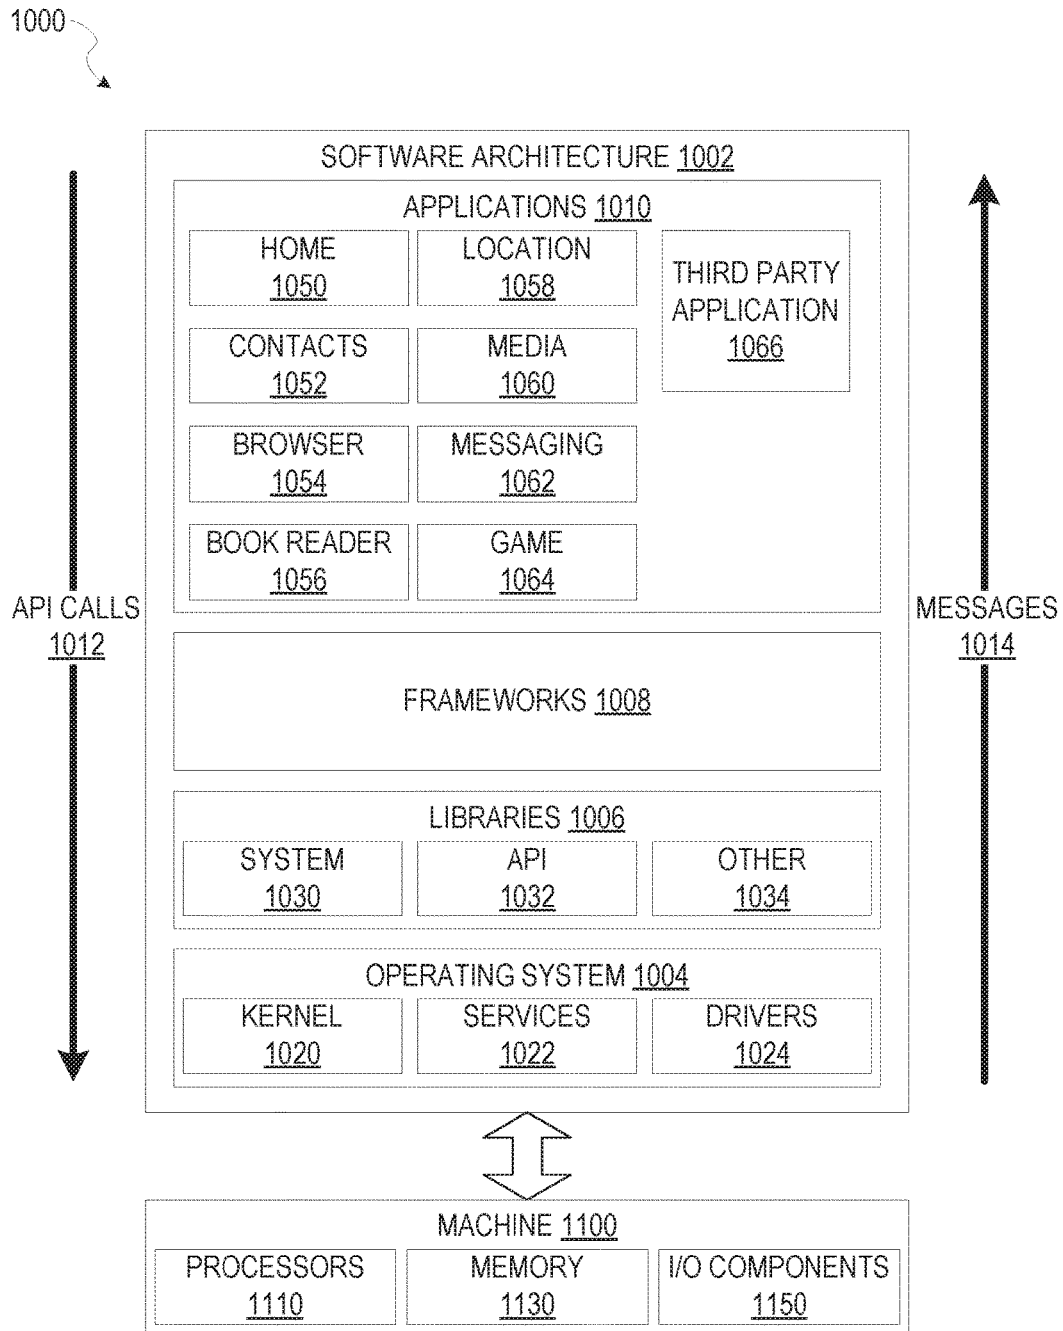 1000
SOFTWARE ARCHITECTURE 1002
APPLICATIONS 1010
HOME
1050
LOCATION
1058
THIRD PARTY
APPLICATION
1066
CONTACTS
1052
MEDIA
1060
BROWSER
1054
MESSAGING
1062
BOOK READER
1056
GAME
1064
API CALLS
1012
MESSAGES
1014
FRAMEWORKS 1008
LIBRARIES 1006
SYSTEM
1030
API
1032
OTHER
1034
OPERATING SYSTEM 1004
KERNEL
1020
SERVICES
1022
DRIVERS
1024
MACHINE 1100
PROCESSORS
1110
MEMORY
1130
I/O COMPONENTS
1150